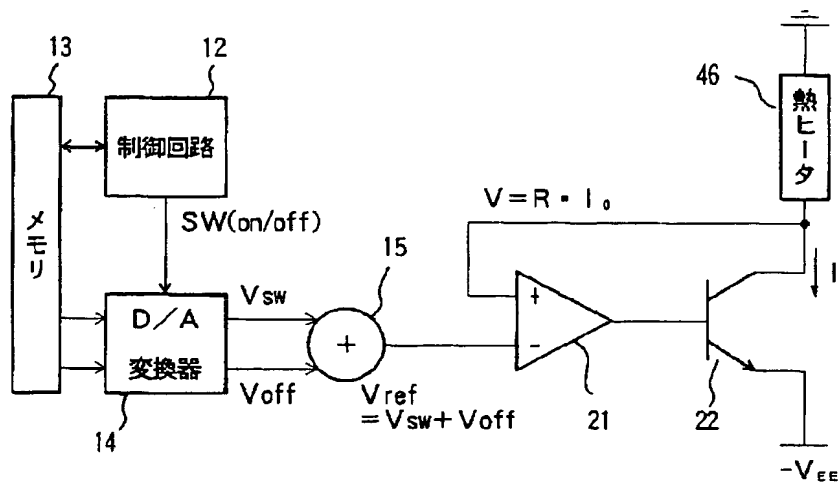 13
12
46
制御回路
熱ヒータ
メモリ
SW(on/off)
V=R・I₀
15
I
D/A
変換器
Vsw
+
+
-
Voff
Vref
=Vsw+Voff
14
21
22
-VEE